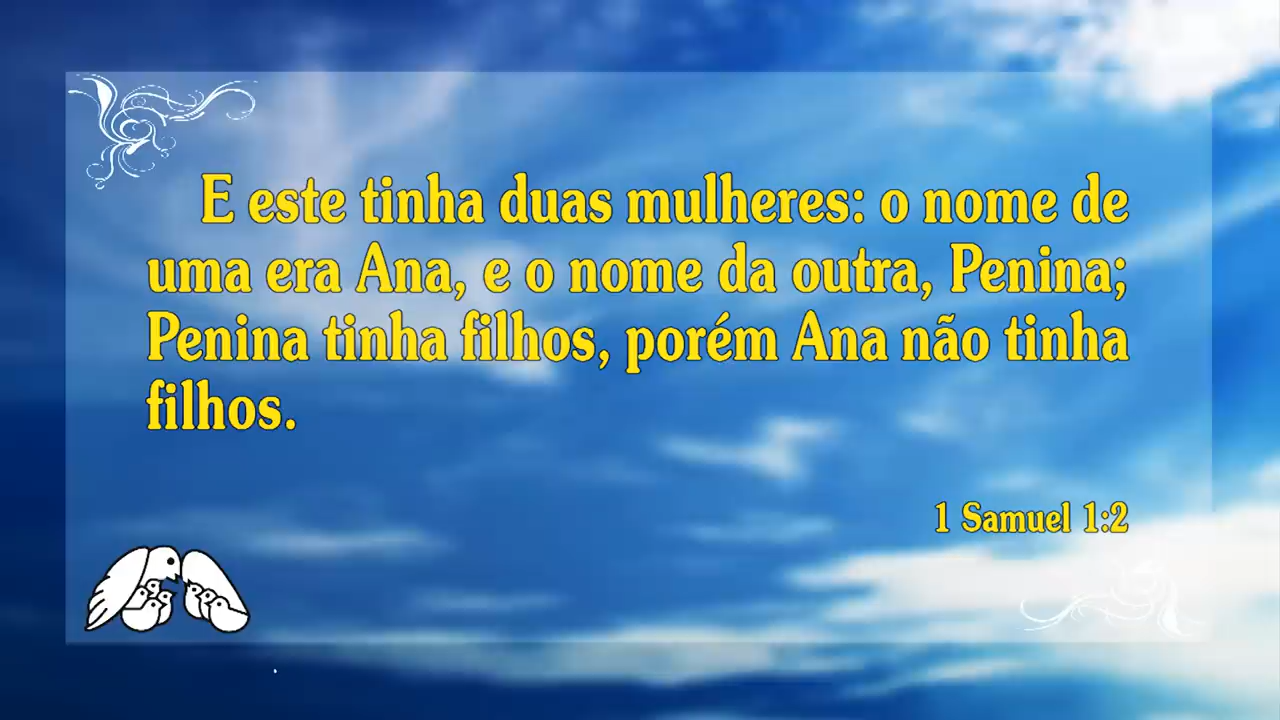 E este tinha duas mulheres: o nome de
uma era Ana, e o nome da outra, Penina;
Penina tinha filhos, porém Ana não tinha
filhos.
1 Samuel 1:2